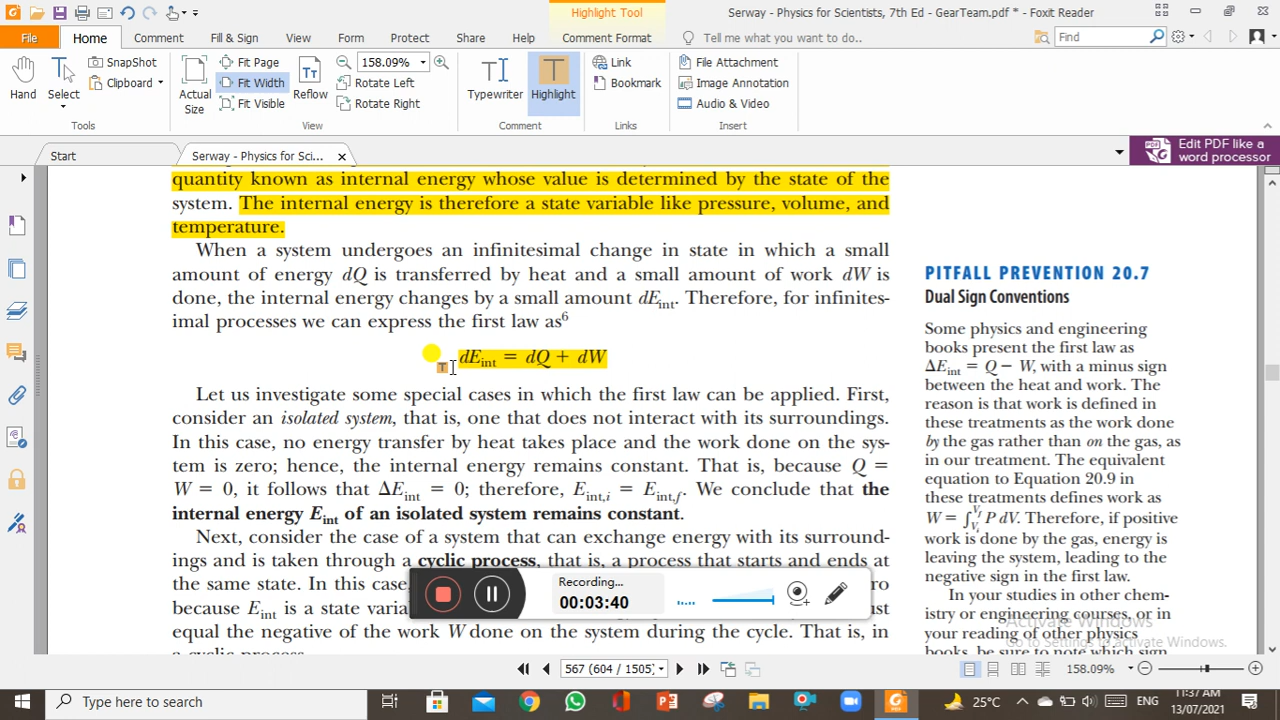 Highlight Tool
Serway - Physics for Scientists, 7th Ed - GearTeam.pdf * - Foxit Reader
File Home Comment Fill & Sign View Form Protect Share Help Comment Format Tell me what you want to do.. Find
Hand
Select
SnapShot
Clipboard
Tools
Actual Size
Fit Page
Fit Width
Fit Visible
Reflow
158.09%
Rotate Left
Rotate Right
View
Typewriter
Highlight
Comment
Link
Bookmark
Links
File Attachment
Image Annotation
Audio & Video
Insert
Start
Serway - Physics for Sci...
Edit PDF like a
word processor
quantity known as internal energy whose value is determined by the state of the
system. The internal energy is therefore a state variable like pressure, volume, and
temperature.
When a system undergoes an infinitesimal change in state in which a small
amount of energy dQ is transferred by heat and a small amount of work dW is
done, the internal energy changes by a small amount dEint. Therefore, for infinites-
imal processes we can express the first law as6
dEint = dQ + dW
Let us investigate some special cases in which the first law can be applied. First,
consider an isolated system, that is, one that does not interact with its surroundings.
In this case, no energy transfer by heat takes place and the work done on the sys-
tem is zero; hence, the internal energy remains constant. That is, because Q =
W = 0, it follows that ΔEint = 0; therefore, Eint,i = Eint,f. We conclude that the
internal energy Eint of an isolated system remains constant.
Next, consider the case of a system that can exchange energy with its surround-
ings and is taken through a cyclic process, that is, a process that starts and ends at
the same state. In this case,
because Eint is a state varia
equal the negative of the work W done on the system during the cycle. That is, in
PITFALL PREVENTION 20.7
Dual Sign Conventions
Some physics and engineering
books present the first law as
ΔEint = Q − W, with a minus sign
between the heat and work. The
reason is that work is defined in
these treatments as the work done
by the gas rather than on the gas, as
in our treatment. The equivalent
equation to Equation 20.9 in
these treatments defines work as
W = ∫ViVf P dV. Therefore, if positive
work is done by the gas, energy is
leaving the system, leading to the
negative sign in the first law.
In your studies in other chem-
istry or engineering courses, or in
your reading of other physics
books, be sure to note which sign
Recording...
00:03:40
Activate Windows
Go to Settings to activate Windows.
567 (604 / 1505)
158.09%
Type here to search
25°C
ENG
11:37 AM
13/07/2021